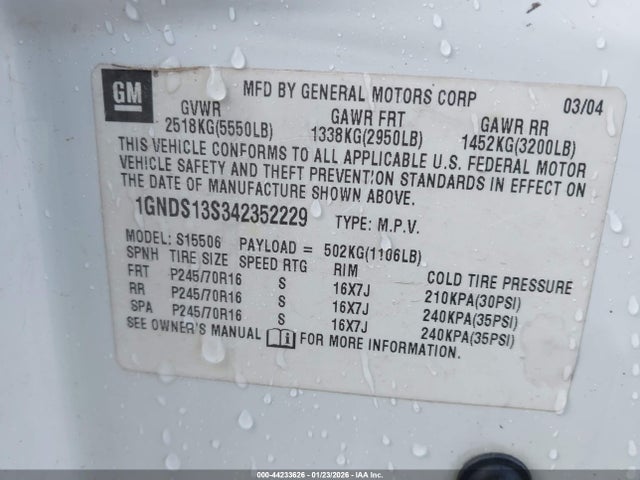 GM
MFD BY GENERAL MOTORS CORP 03/04
GVWR GAWR FRT GAWR RR
2518KG(5550LB) 1338KG(2950LB) 1452KG(3200LB)
THIS VEHICLE CONFORMS TO ALL APPLICABLE U.S. FEDERAL MOTOR
VEHICLE SAFETY AND THEFT PREVENTION STANDARDS IN EFFECT ON
THE DATE OF MANUFACTURE SHOWN ABOVE.
1GNDS13S342352229 TYPE: M.P.V.
MODEL: S15506 PAYLOAD = 502KG(1106LB)
SPNH TIRE SIZE SPEED RTG RIM COLD TIRE PRESSURE
FRT P245/70R16 S 16X7J 210KPA(30PSI)
RR P245/70R16 S 16X7J 240KPA(35PSI)
SPA P245/70R16 S 16X7J 240KPA(35PSI)
SEE OWNER'S MANUAL FOR MORE INFORMATION.
000-44233626 - 01/23/2026 - IAAI, Inc.